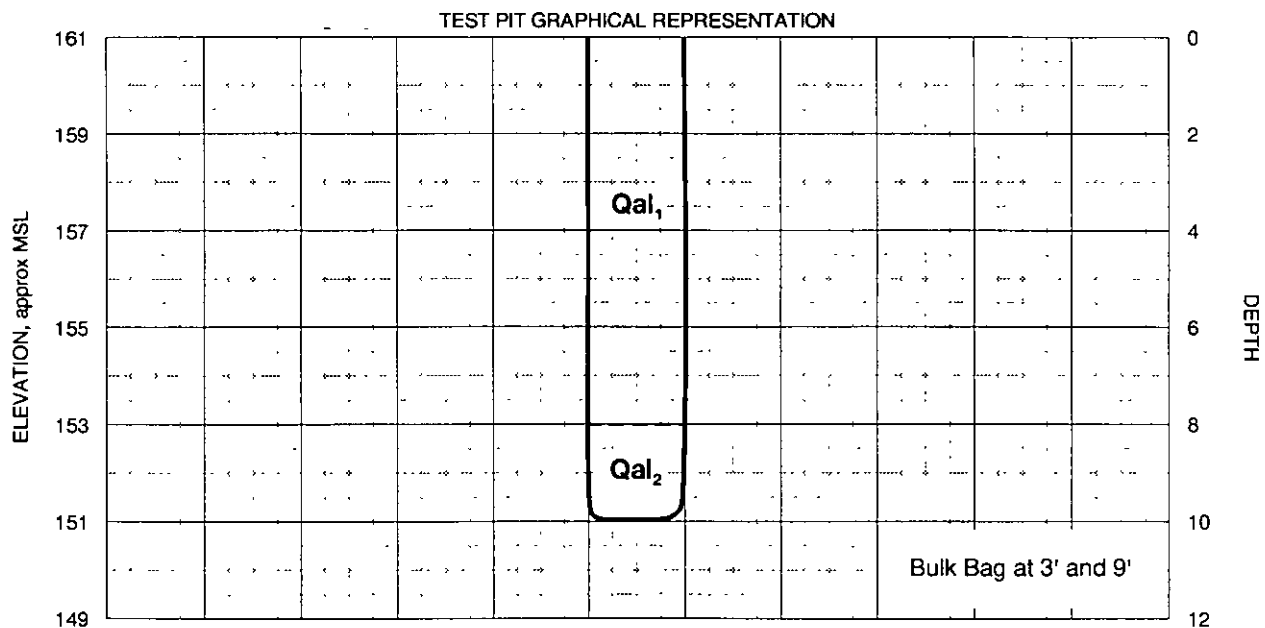 TEST PIT GRAPHICAL REPRESENTATION
161
159
157
155
153
151
149
ELEVATION, approx MSL
Qal₁
Qal₂
Bulk Bag at 3' and 9'
0
2
4
6
8
10
12
DEPTH